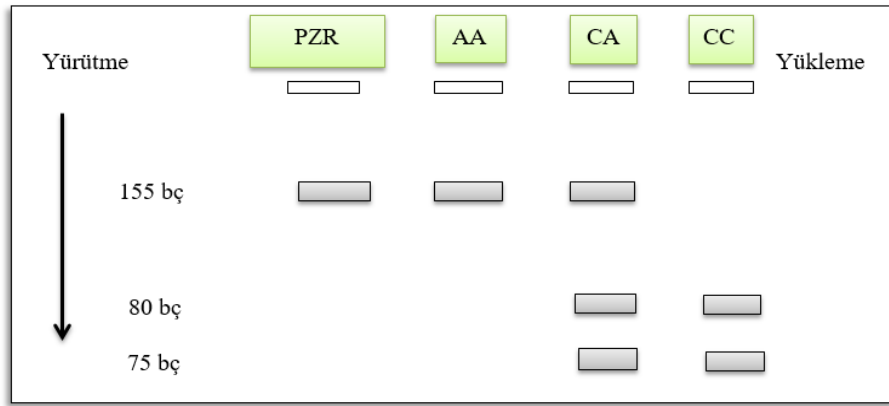 PZR AA CA CC
Yürütme Yükleme
155 bç
80 bç
75 bç